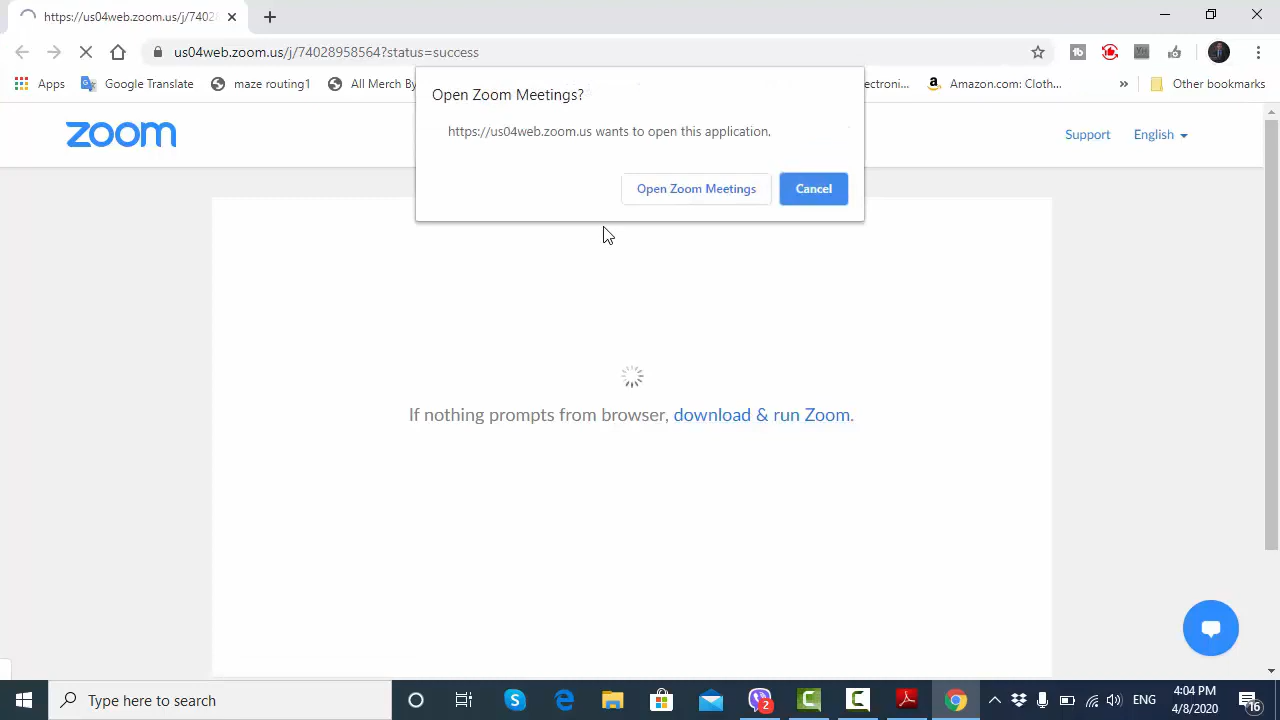 https://us04web.zoom.us/j/7402
us04web.zoom.us/j/74028958564?status=success
Apps
Google Translate
maze routing1
All Merch By
ectronic...
Amazon.com: Cloth...
»
Other bookmarks
Open Zoom Meetings?
https://us04web.zoom.us wants to open this application.
Open Zoom Meetings
Cancel
zoom
Support
English
If nothing prompts from browser, download & run Zoom.
Type here to search
2
ENG
4:04 PM
4/8/2020
16